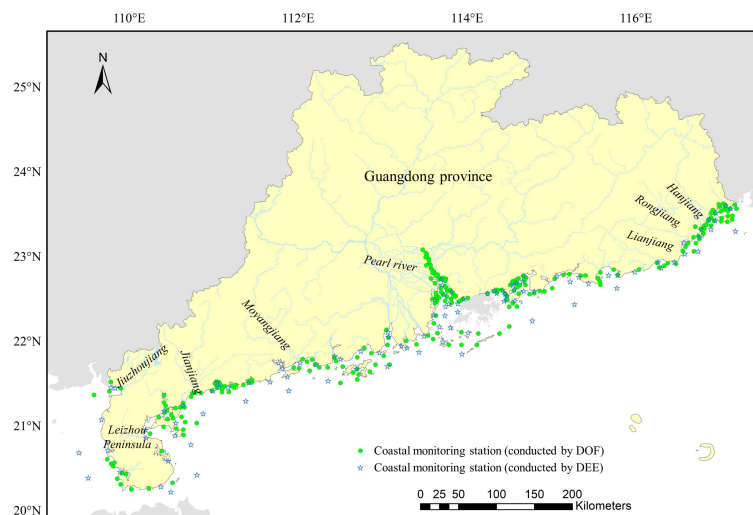 110°E 112°E 114°E 116°E
N
25°N
24°N
Guangdong province
Hanjiang
Rongjiang
Lianjiang
23°N
Pearl river
Moyangjiang
22°N
Jiuzhoujiang
Jianjiang
21°N
Leizhou
Peninsula
Coastal monitoring station (conducted by DOF)
Coastal monitoring station (conducted by DEE)
0 25 50 100 150 200
Kilometers
20°N